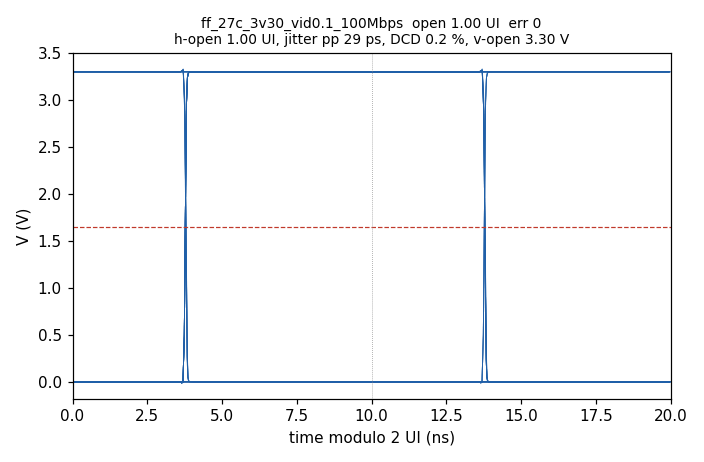 ff_27c_3v30_vid0.1_100Mbps  open 1.00 UI  err 0
h-open 1.00 UI, jitter pp 29 ps, DCD 0.2 %, v-open 3.30 V
3.5
3.0
2.5
2.0
1.5
1.0
0.5
0.0
V (V)
0.0 2.5 5.0 7.5 10.0 12.5 15.0 17.5 20.0
time modulo 2 UI (ns)